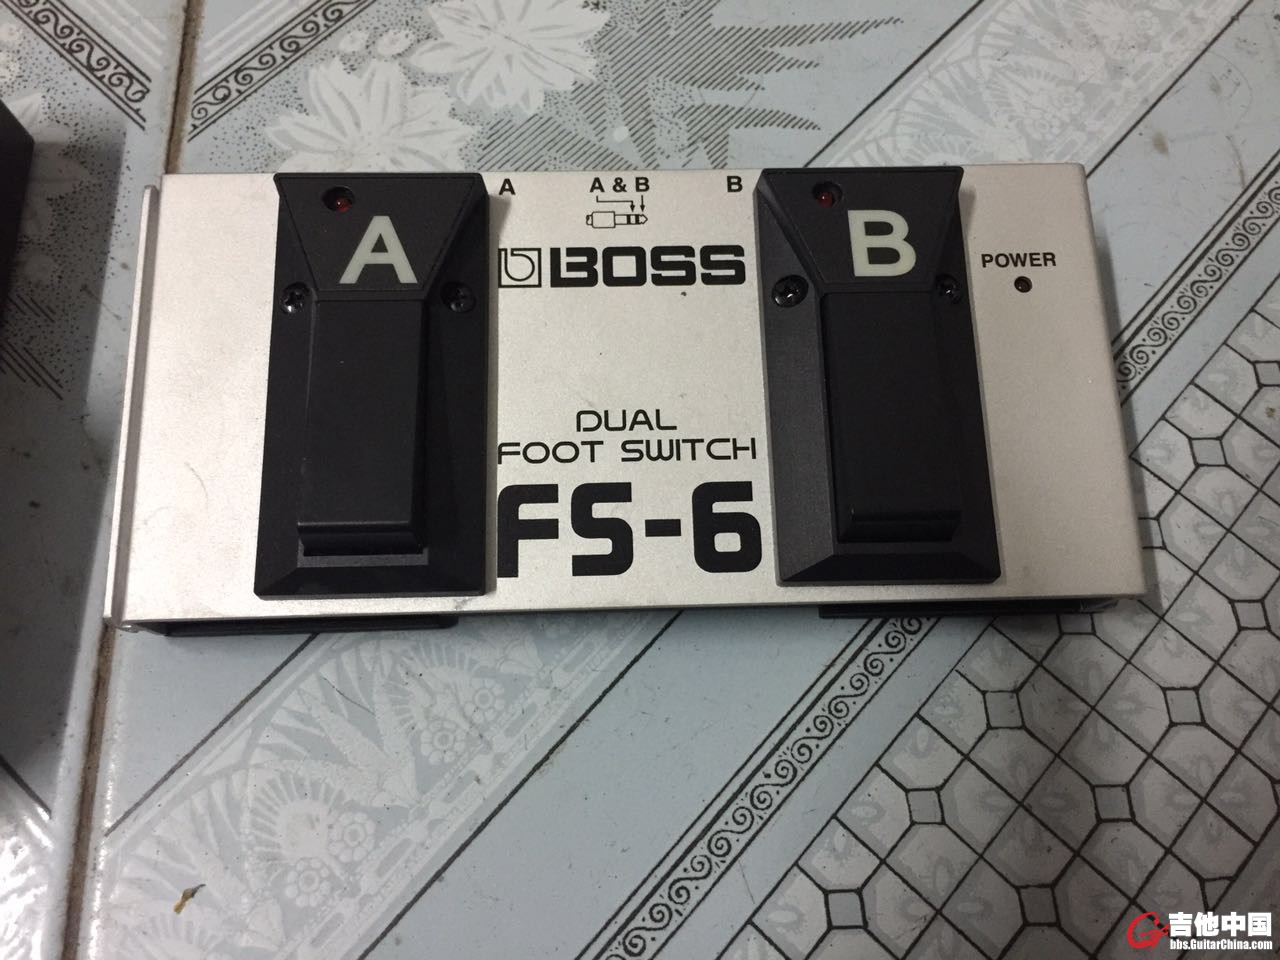 A A & B B
A
B
BOSS
POWER
DUAL
FOOT SWITCH
FS-6
吉他中国
bbs.GuitarChina.com